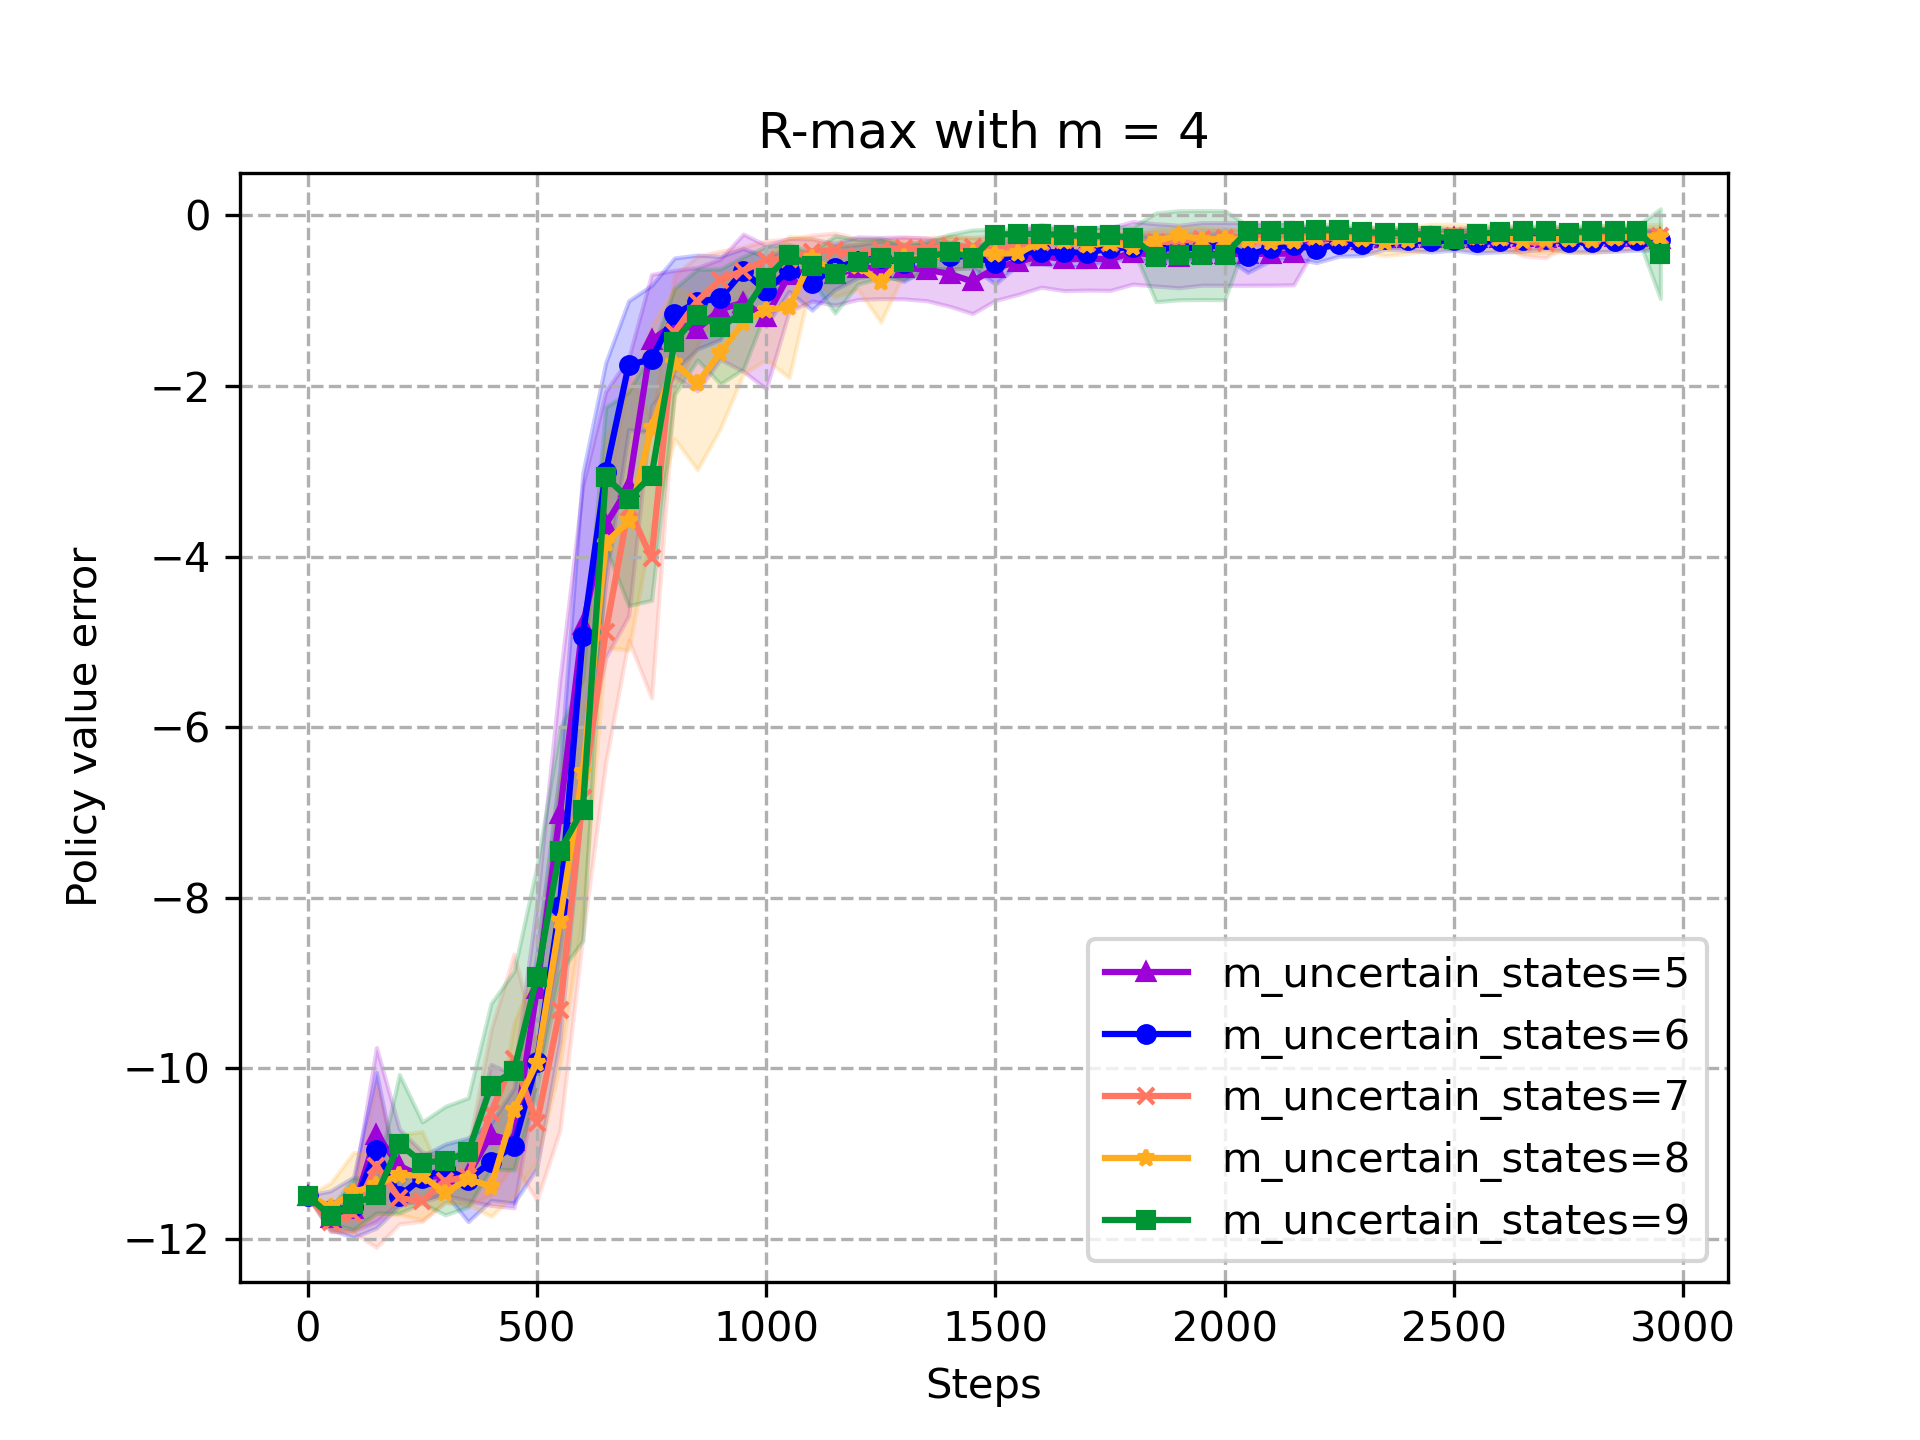 R-max with m = 4
Policy value error
0
−2
−4
−6
−8
−10
−12
0 500 1000 1500 2000 2500 3000
Steps
m_uncertain_states=5
m_uncertain_states=6
m_uncertain_states=7
m_uncertain_states=8
m_uncertain_states=9